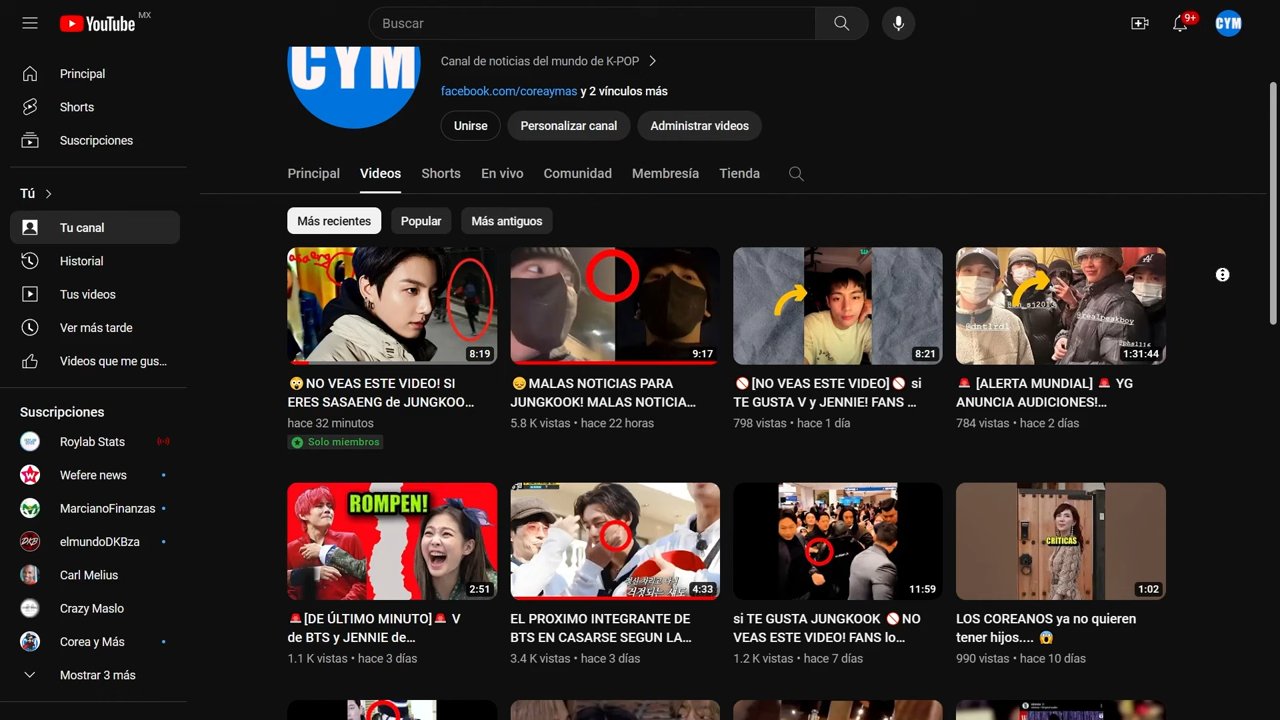 YouTube MX
Buscar
9+
CYM
Principal
Shorts
Suscripciones
Tú
Tu canal
Historial
Tus videos
Ver más tarde
Videos que me gus...
Suscripciones
Roylab Stats
Wefere news
MarcianoFinanzas
elmundoDKBza
Carl Melius
Crazy Maslo
Corea y Más
Mostrar 3 más
CYM
Canal de noticias del mundo de K-POP
facebook.com/coreaymas y 2 vínculos más
Unirse Personalizar canal Administrar videos
Principal Videos Shorts En vivo Comunidad Membresía Tienda
Más recientes Popular Más antiguos
8:19
😳NO VEAS ESTE VIDEO! SI
ERES SASAENG de JUNGKOO...
hace 32 minutos
Solo miembros
9:17
😞MALAS NOTICIAS PARA
JUNGKOOK! MALAS NOTICIA...
5.8 K vistas • hace 22 horas
8:21
🚫[NO VEAS ESTE VIDEO]🚫 si
TE GUSTA V y JENNIE! FANS ...
798 vistas • hace 1 día
@realpeakboy
1:31:44
🚨 [ALERTA MUNDIAL] 🚨 YG
ANUNCIA AUDICIONES!...
784 vistas • hace 2 días
ROMPEN!
2:51
🚨[DE ÚLTIMO MINUTO]🚨 V
de BTS y JENNIE de...
1.1 K vistas • hace 3 días
4:33
EL PROXIMO INTEGRANTE DE
BTS EN CASARSE SEGUN LA...
3.4 K vistas • hace 3 días
11:59
si TE GUSTA JUNGKOOK 🚫NO
VEAS ESTE VIDEO! FANS lo...
1.2 K vistas • hace 7 días
CRÍTICAS
1:02
LOS COREANOS ya no quieren
tener hijos.... 😱
990 vistas • hace 10 días